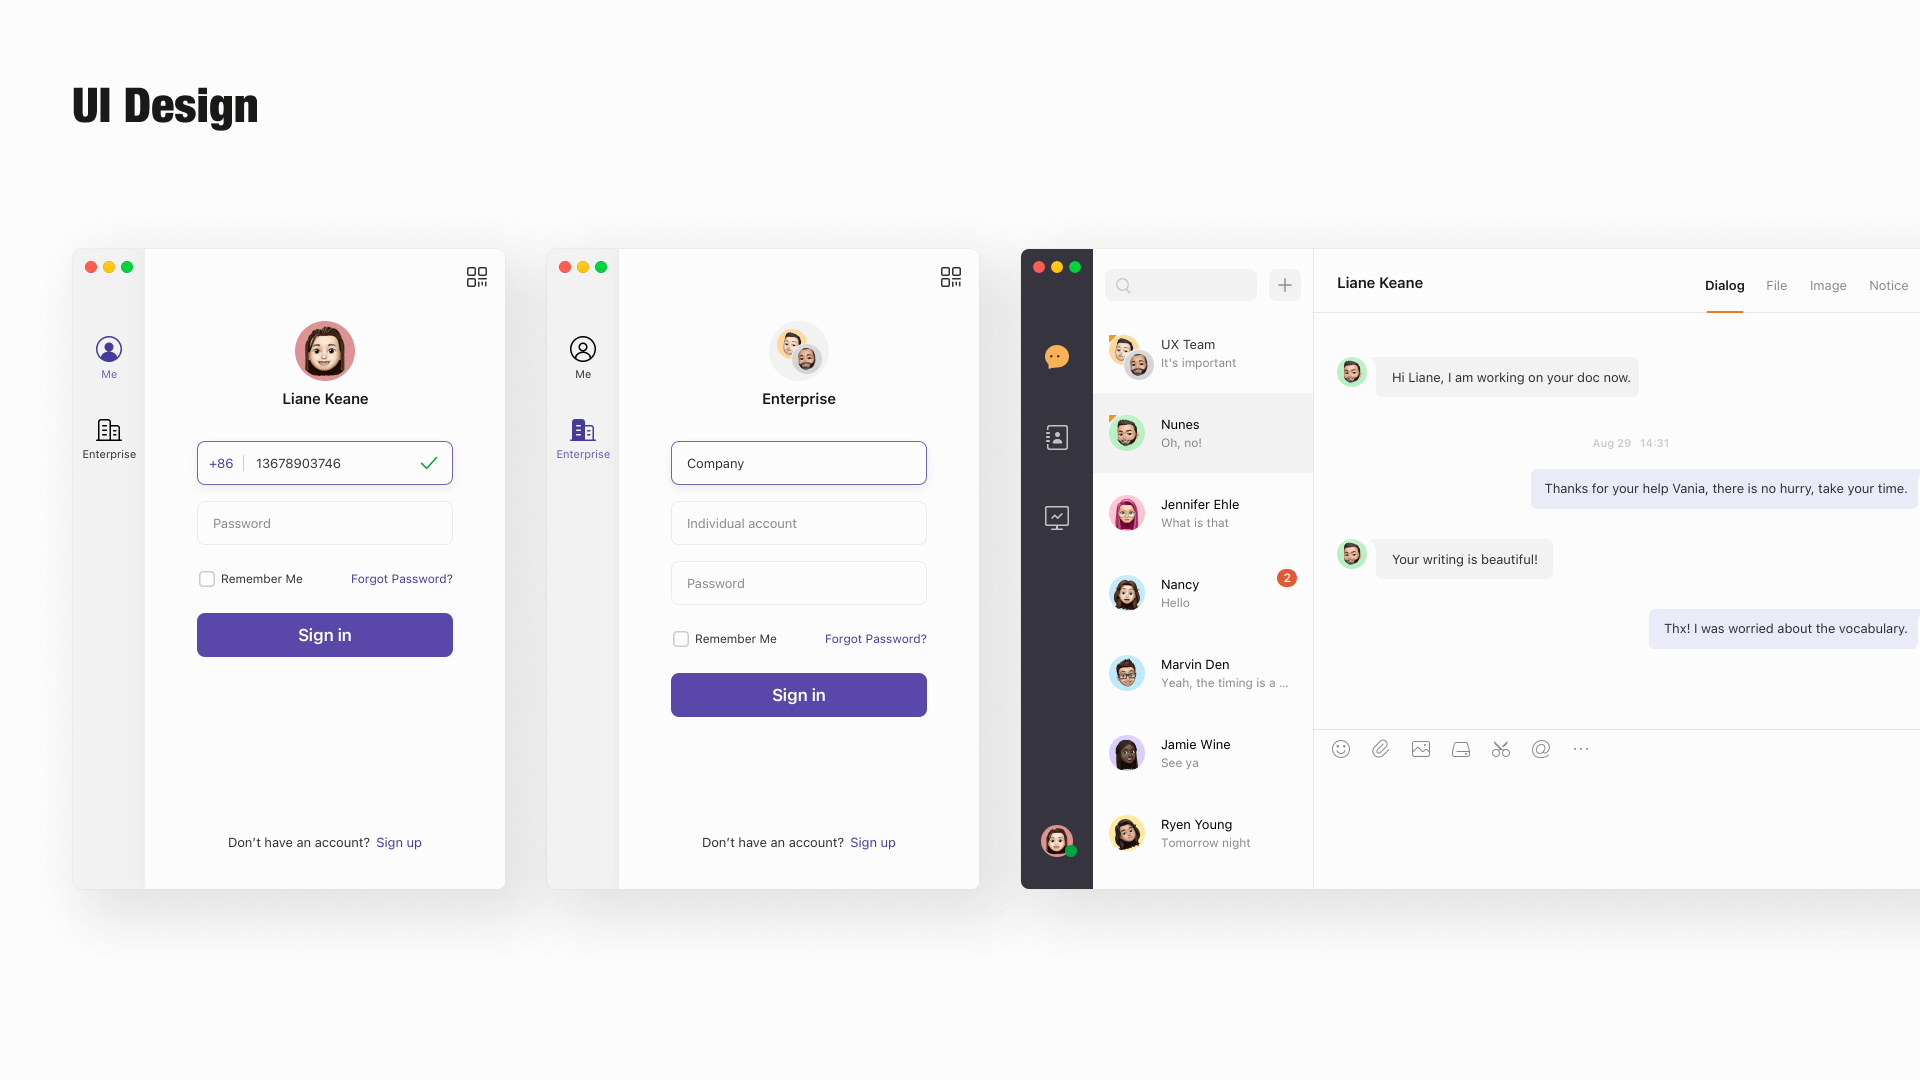 UI Design
Me
Enterprise
Liane Keane
+86 13678903746
Password
Remember Me Forgot Password?
Sign in
Don't have an account? Sign up
Me
Enterprise
Enterprise
Company
Individual account
Password
Remember Me Forgot Password?
Sign in
Don't have an account? Sign up
UX Team
It's important
Nunes
Oh, no!
Jennifer Ehle
What is that
Nancy
2
Hello
Marvin Den
Yeah, the timing is a ...
Jamie Wine
See ya
Ryen Young
Tomorrow night
Liane Keane
Dialog File Image Notice
Hi Liane, I am working on your doc now.
Aug 29 14:31
Thanks for your help Vania, there is no hurry, take your time.
Your writing is beautiful!
Thx! I was worried about the vocabulary.